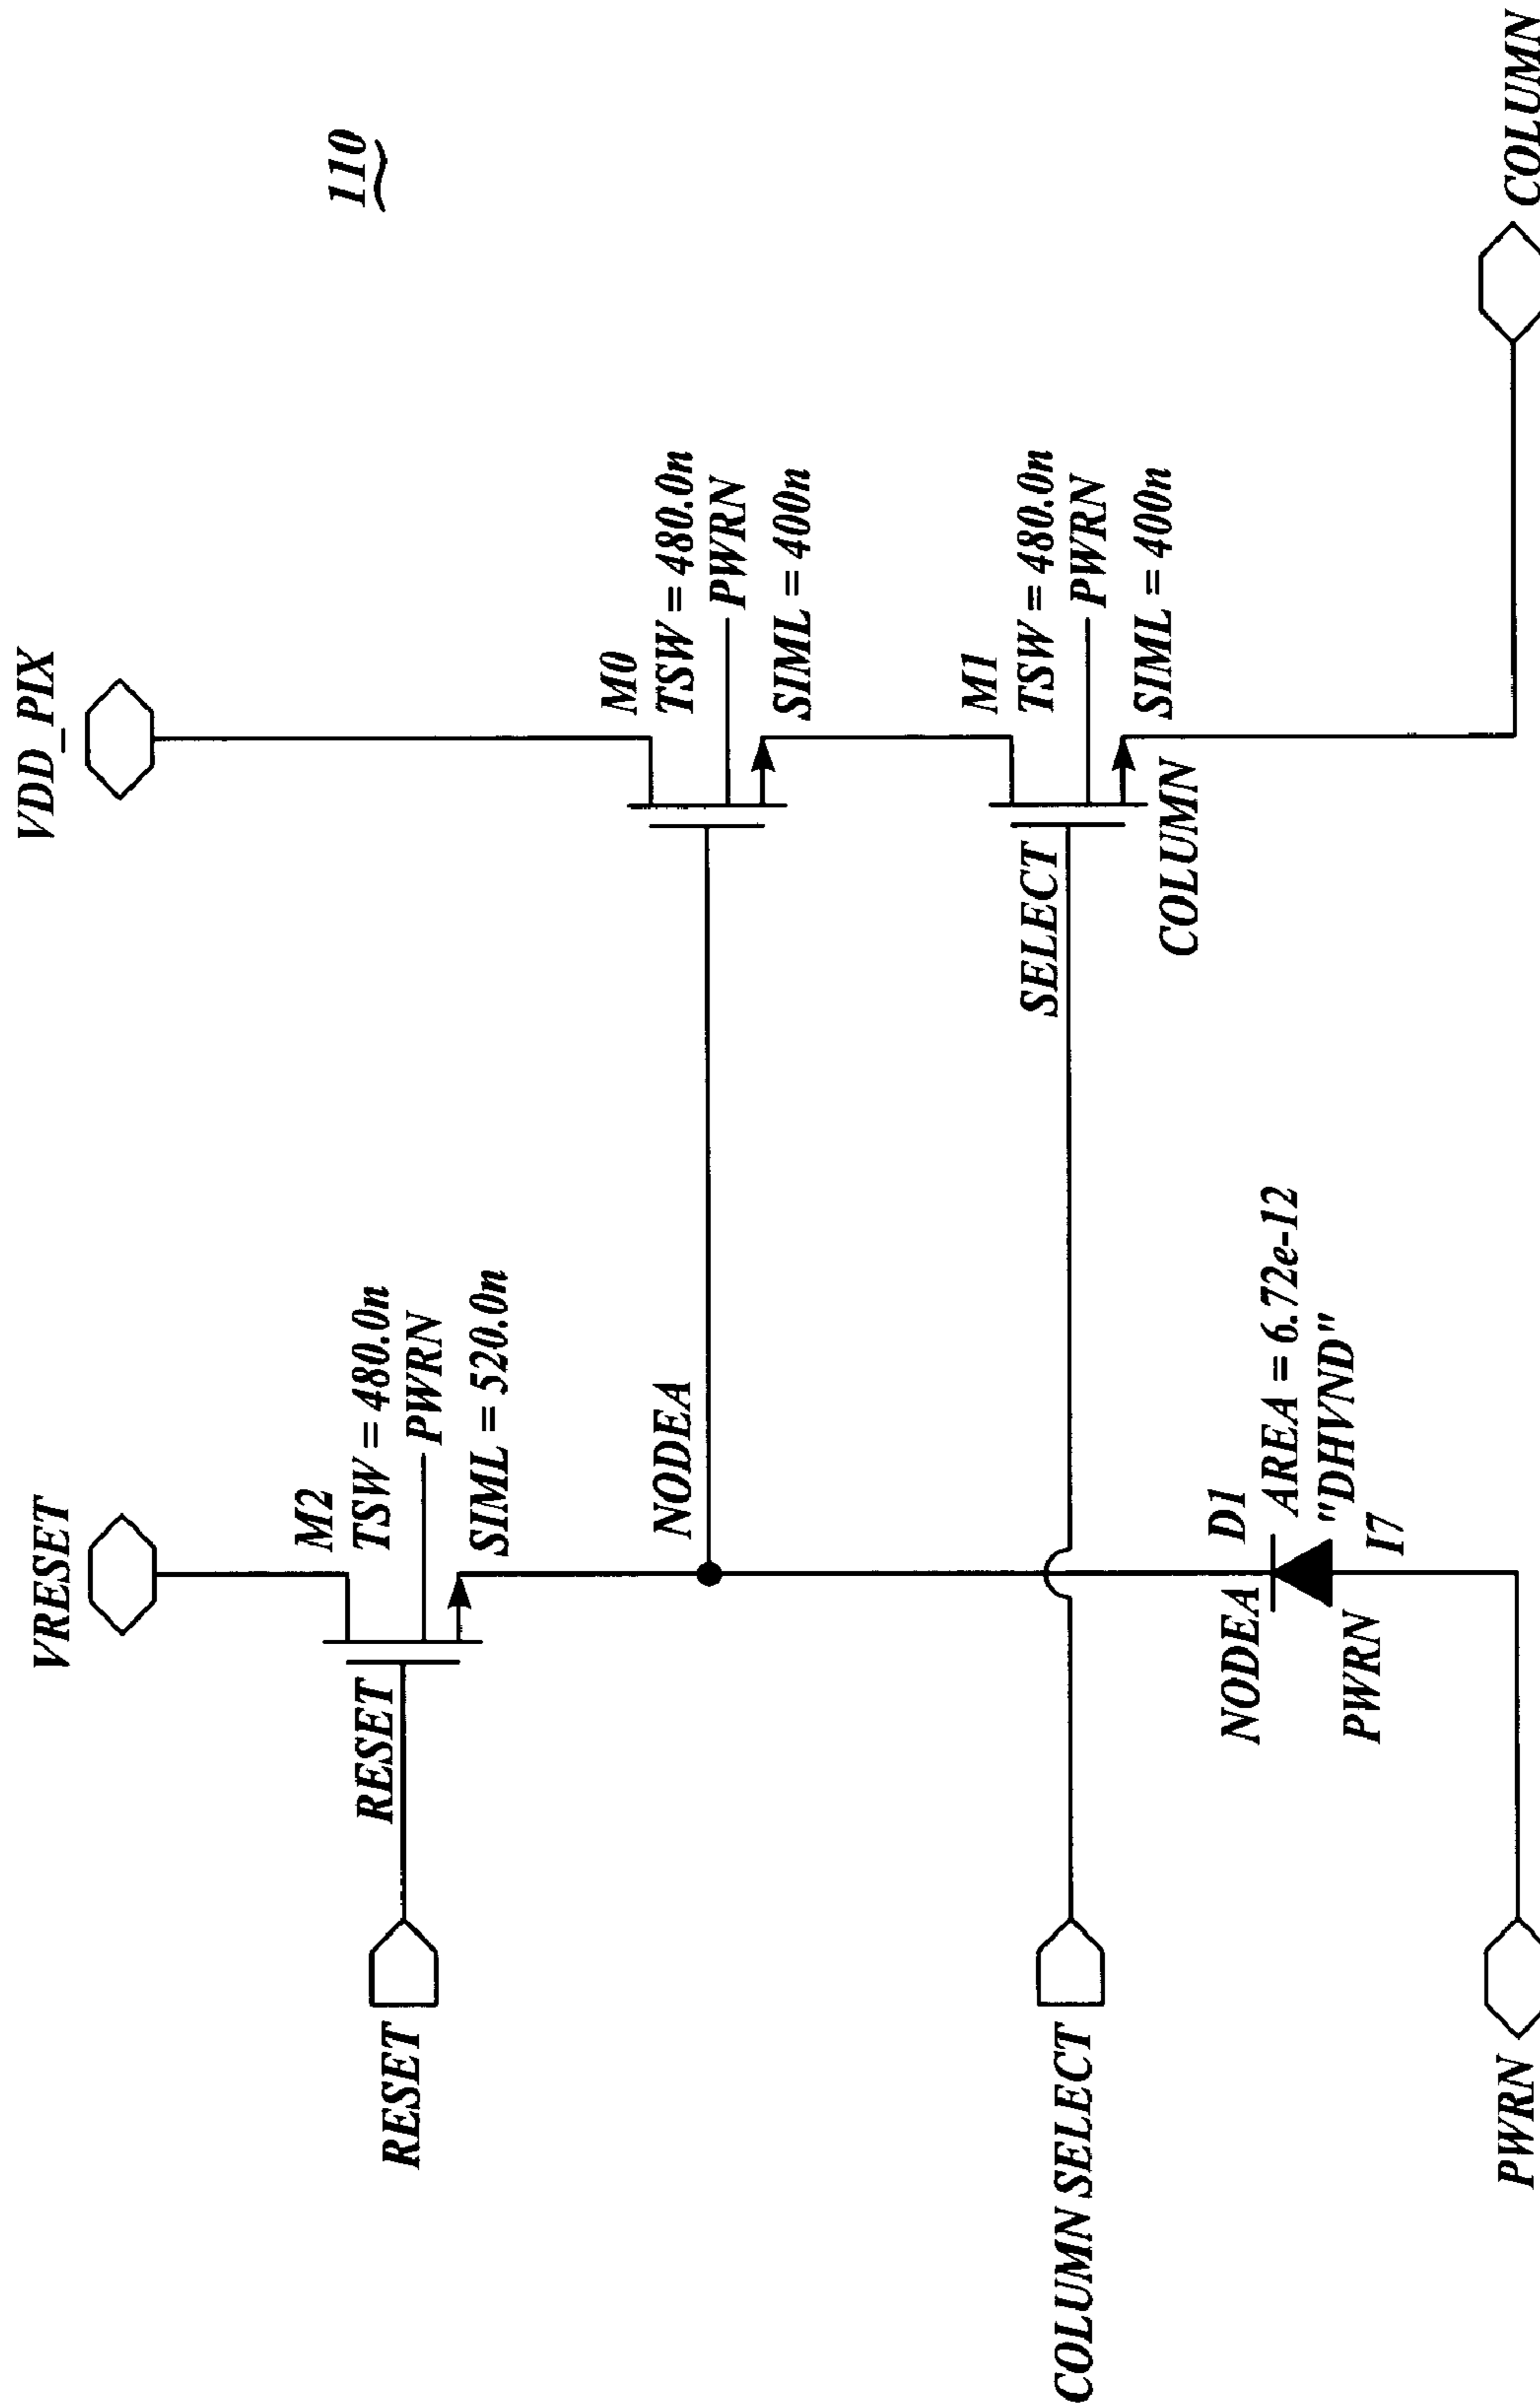 VRESET
VDD_PIX
110
M2
TSW = 480.0n
PWRN
SIML = 520.0n
RESET
RESET
NODEA
M0
TSW = 480.0n
PWRN
SIML = 400n
M1
TSW = 480.0n
PWRN
SIML = 400n
SELECT
COLUMN
COLUMN SELECT
NODEA
D1
AREA = 6.72e-12
"DHVND"
PWRN
I7
PWRN
COLUMN